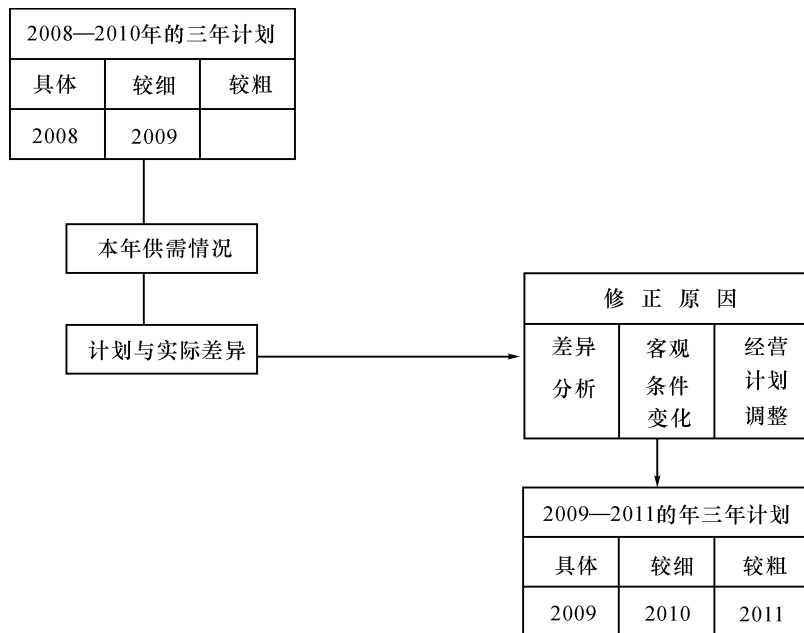 2008—2010年的三年计划
具体 较细 较粗
2008 2009
本年供需情况
计划与实际差异
修正原因
差异 客观 经营
分析 条件 计划
变化 调整
2009—2011的年三年计划
具体 较细 较粗
2009 2010 2011